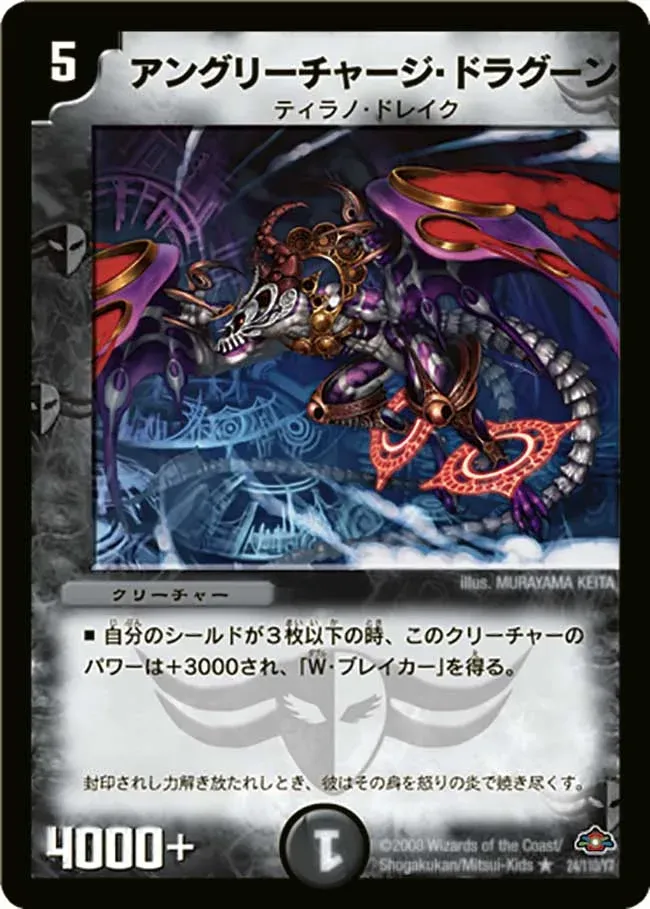 5
アングリーチャージ・ドラグーン
ティラノ・ドレイク
illus. MURAYAMA KEITA
クリーチャー
■ 自分のシールドが3枚以下の時、このクリーチャーの
パワーは+3000され、「W・ブレイカー」を得る。
封印されし力解き放たれしとき、彼はその身を怒りの炎で焼き尽くす。
4000+
1
©2008 Wizards of the Coast/
Shogakukan/Mitsui-Kids ★ 24/110/Y7